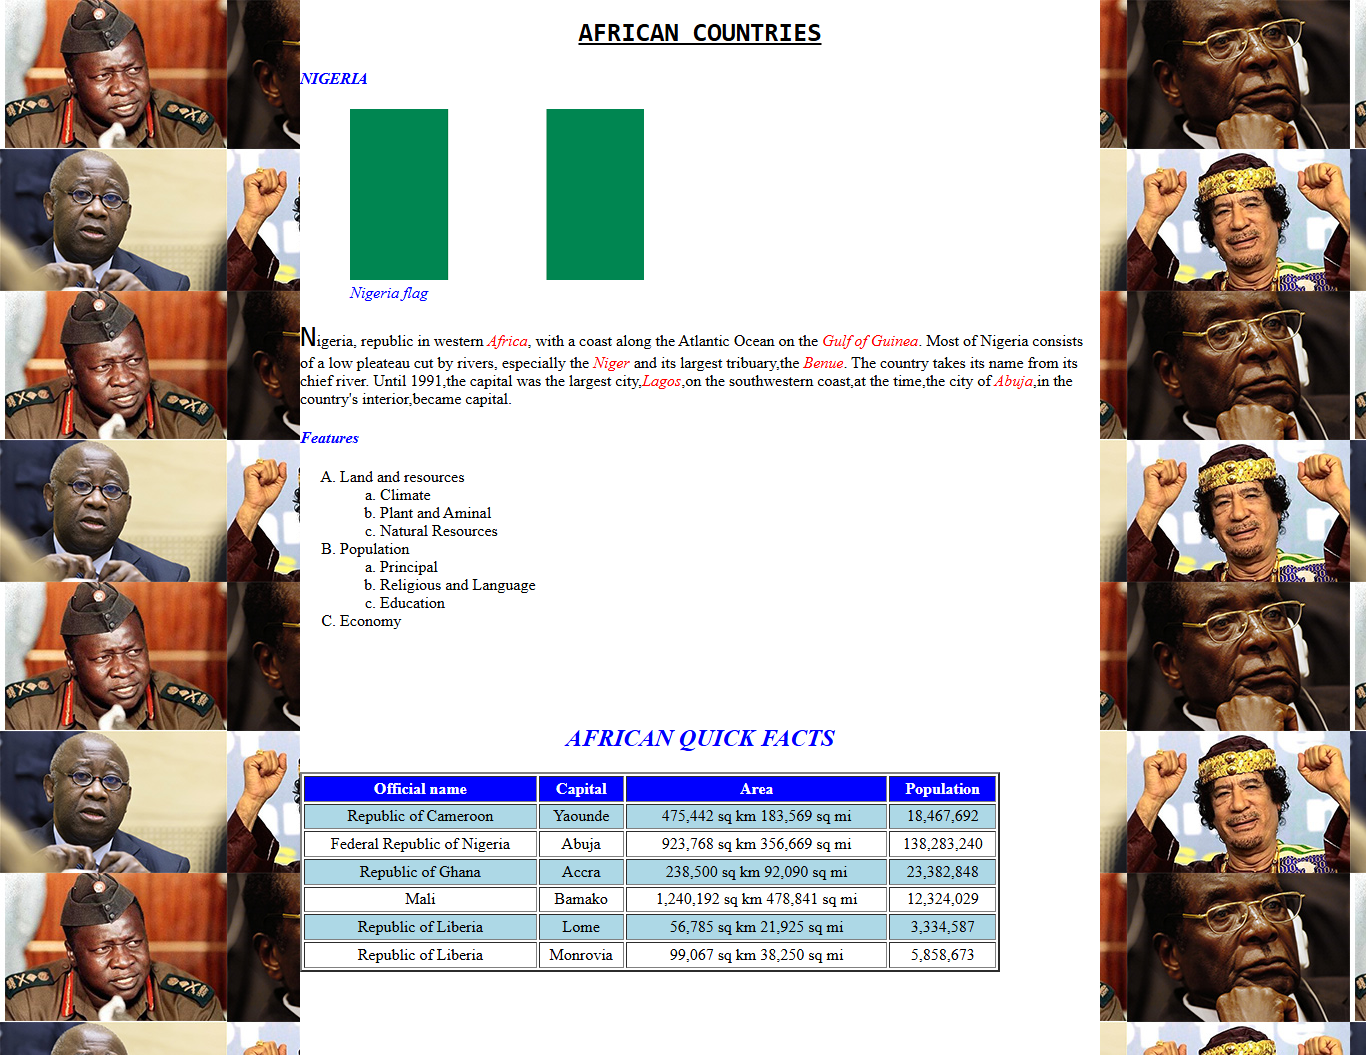 AFRICAN COUNTRIES
NIGERIA
Nigeria flag
Nigeria, republic in western Africa, with a coast along the Atlantic Ocean on the Gulf of Guinea. Most of Nigeria consists
of a low pleateau cut by rivers, especially the Niger and its largest tribuary,the Benue. The country takes its name from its
chief river. Until 1991,the capital was the largest city,Lagos,on the southwestern coast,at the time,the city of Abuja,in the
country's interior,became capital.
Features
A. Land and resources
a. Climate
b. Plant and Aminal
c. Natural Resources
B. Population
a. Principal
b. Religious and Language
c. Education
C. Economy
AFRICAN QUICK FACTS
Official name Capital Area Population
Republic of Cameroon Yaounde 475,442 sq km 183,569 sq mi 18,467,692
Federal Republic of Nigeria Abuja 923,768 sq km 356,669 sq mi 138,283,240
Republic of Ghana Accra 238,500 sq km 92,090 sq mi 23,382,848
Mali Bamako 1,240,192 sq km 478,841 sq mi 12,324,029
Republic of Liberia Lome 56,785 sq km 21,925 sq mi 3,334,587
Republic of Liberia Monrovia 99,067 sq km 38,250 sq mi 5,858,673